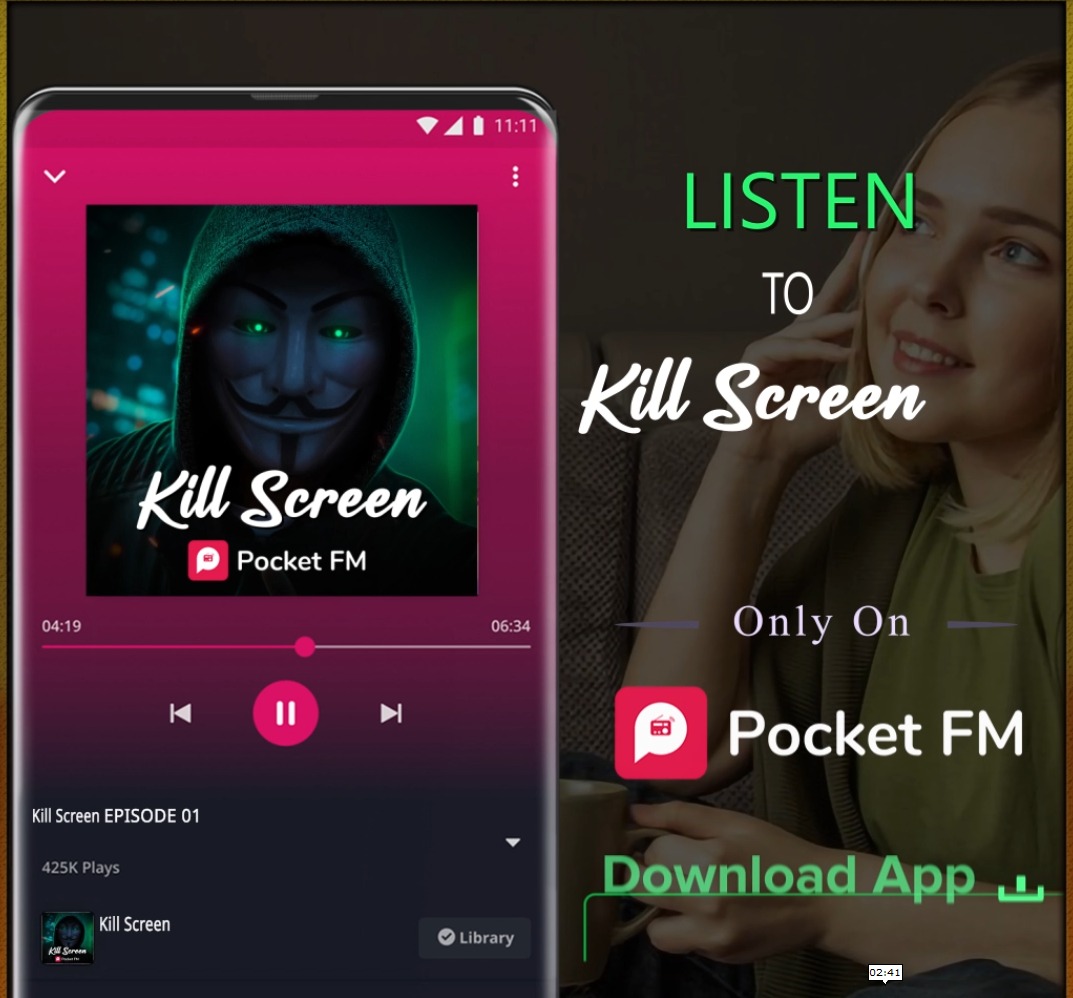 11:11
Kill Screen
Pocket FM
04:19
06:34
Kill Screen EPISODE 01
425K Plays
Kill Screen
Kill Screen
Pocket FM
Library
LISTEN
TO
Kill Screen
Only On
Pocket FM
Download App
02:41